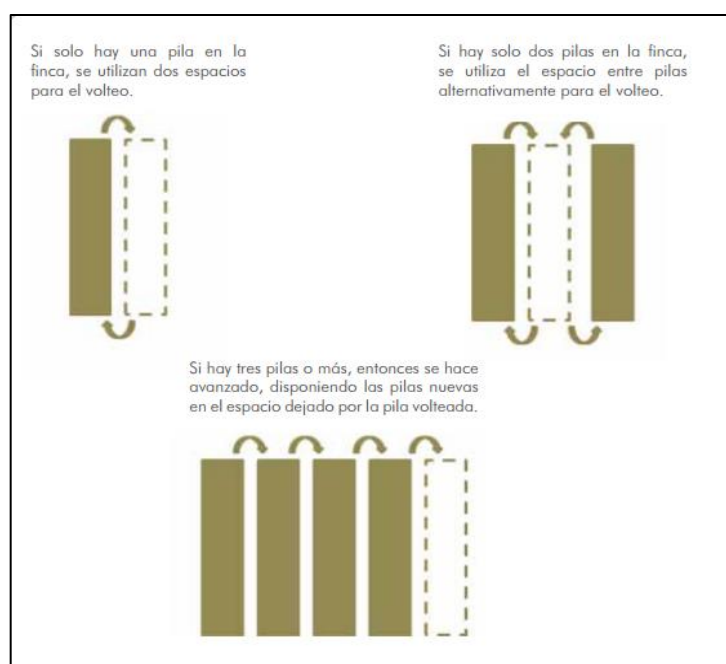 Si solo hay una pila en la
finca, se utilizan dos espacios
para el volteo.
Si hay solo dos pilas en la finca,
se utiliza el espacio entre pilas
alternativamente para el volteo.
Si hay tres pilas o más, entonces se hace
avanzado, disponiendo las pilas nuevas
en el espacio dejado por la pila volteada.